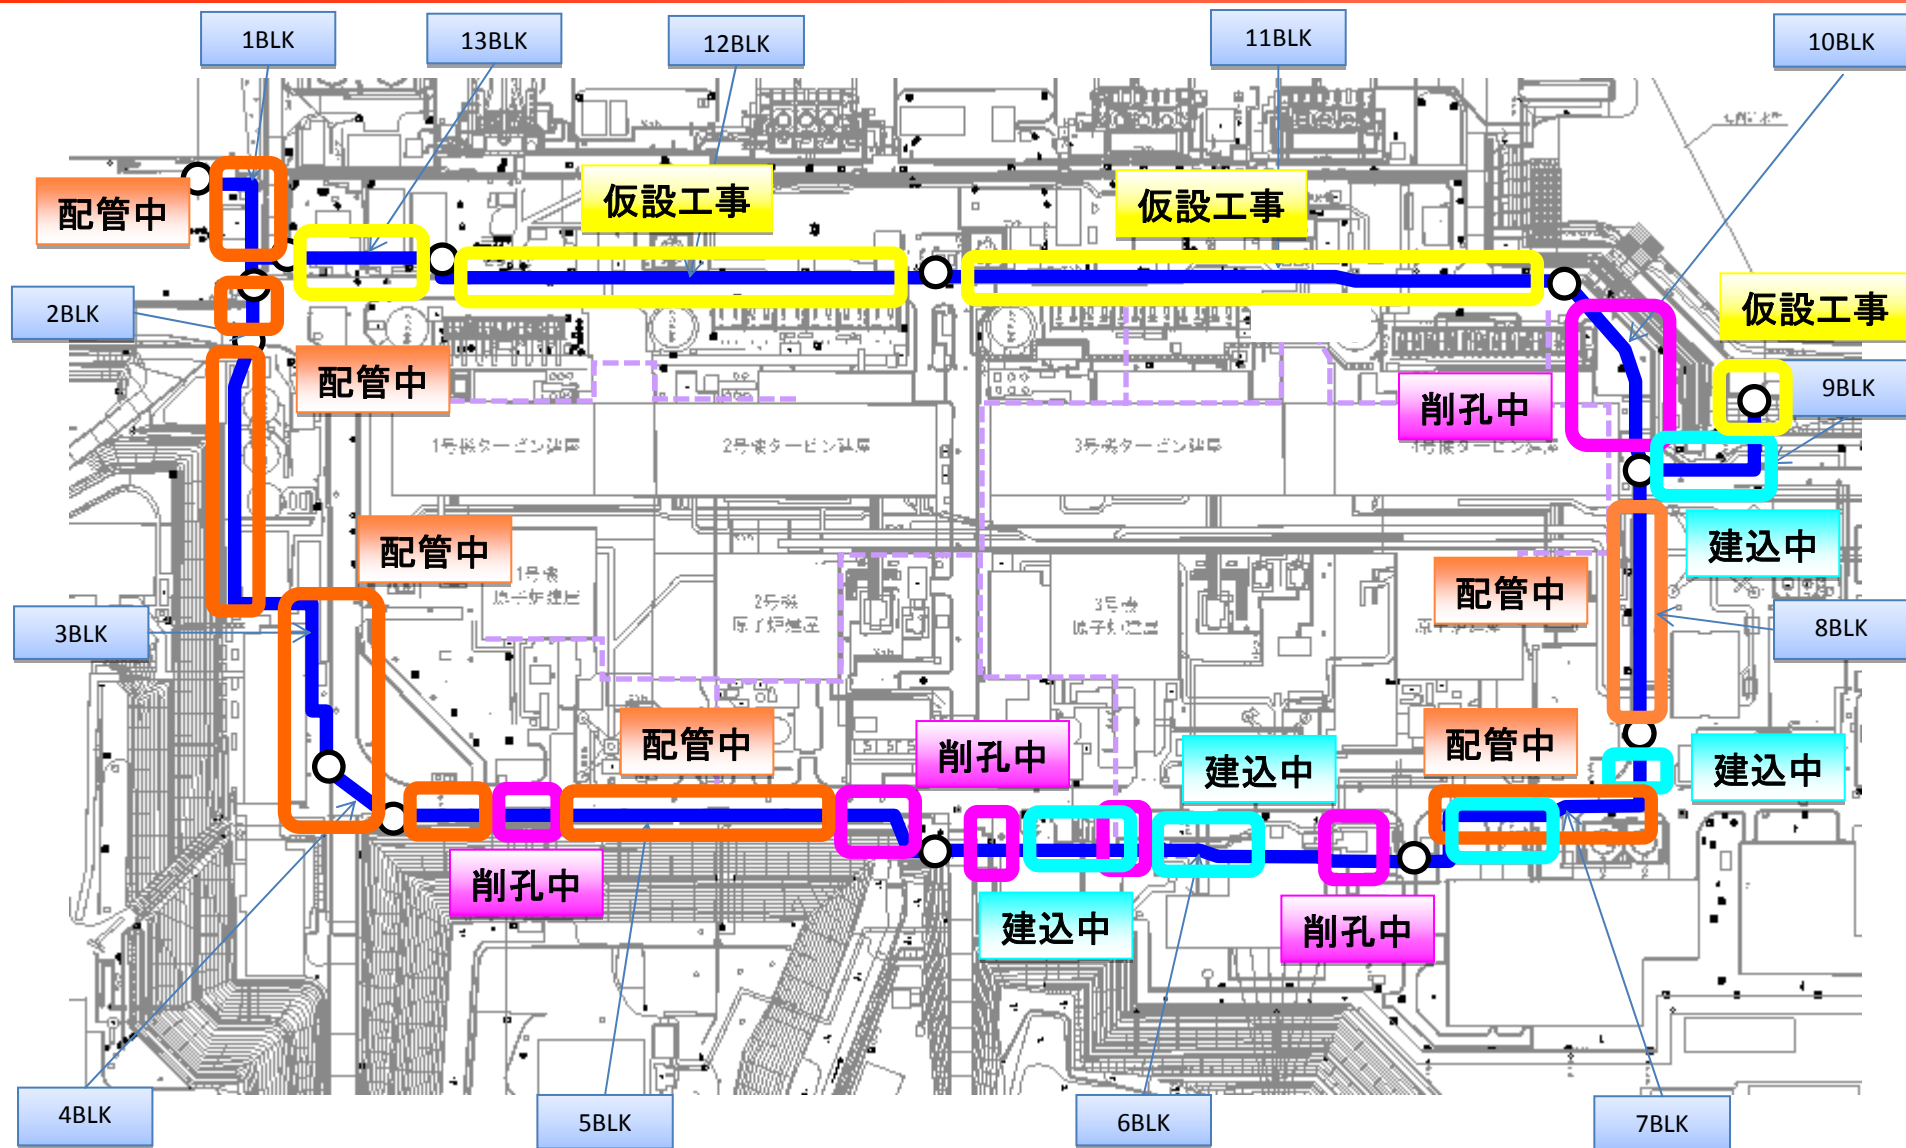 1BLK
13BLK
12BLK
11BLK
10BLK
配管中
仮設工事
仮設工事
2BLK
仮設工事
配管中
削孔中
9BLK
1号機タービン建屋
2号機タービン建屋
3号機タービン建屋
4号機タービン建屋
配管中
建込中
1号機
原子炉建屋
2号機
原子炉建屋
3号機
原子炉建屋
原子炉建屋
配管中
3BLK
8BLK
配管中
削孔中
建込中
配管中
建込中
削孔中
建込中
削孔中
4BLK
5BLK
6BLK
7BLK